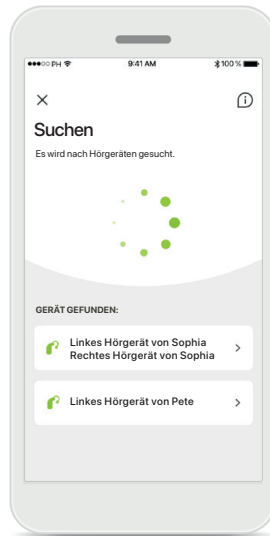 ●●●○○ PH 9:41 AM 100 %
Suchen
Es wird nach Hörgeräten gesucht.
GERÄT GEFUNDEN:
Linkes Hörgerät von Sophia
Rechtes Hörgerät von Sophia
Linkes Hörgerät von Pete